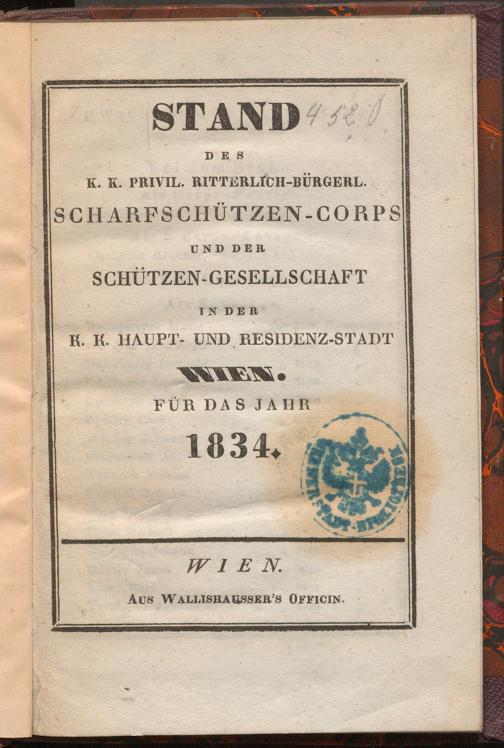 STAND
DES
K. K. PRIVIL. RITTERLICH-BÜRGERL.
SCHARFSCHÜTZEN-CORPS
UND DER
SCHÜTZEN-GESELLSCHAFT
IN DER
K. K. HAUPT- UND RESIDENZ-STADT
WIEN.
FÜR DAS JAHR
1834.
WIEN.
AUS WALLISHAUSSER'S OFFICIN.